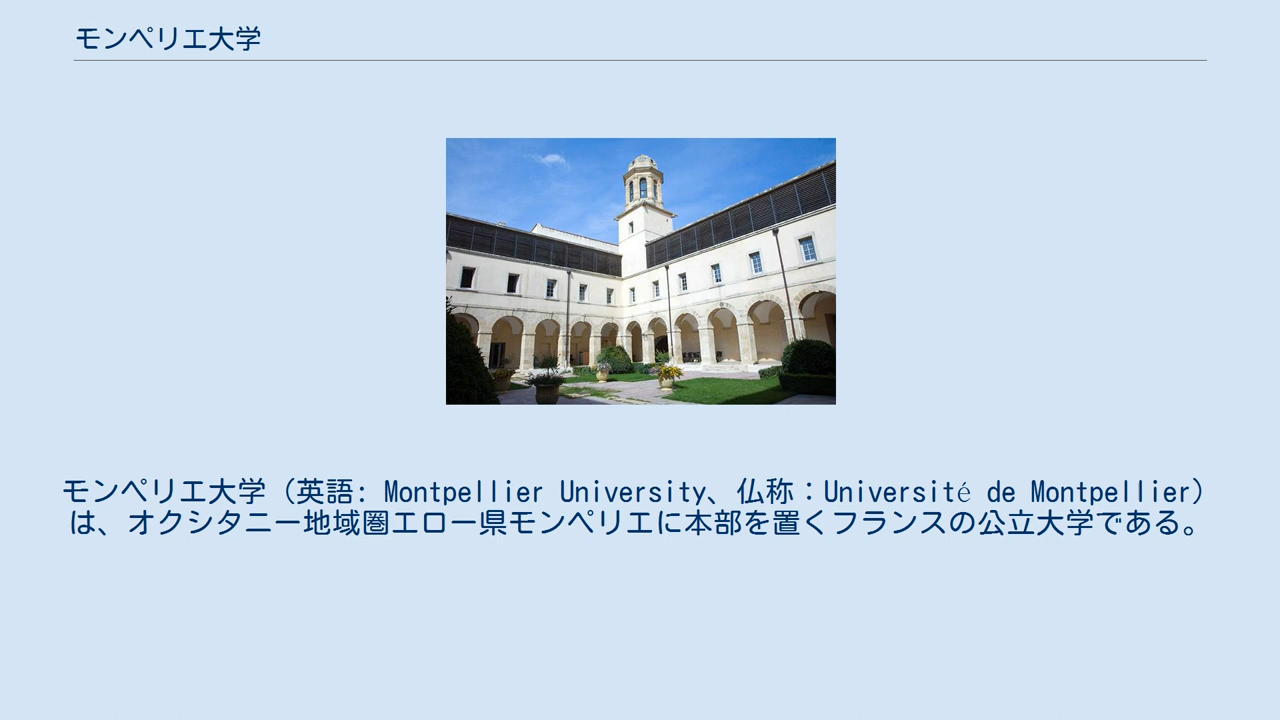 モンペリエ大学
モンペリエ大学（英語: Montpellier University、仏称：Université de Montpellier）
は、オクシタニー地域圏エロー県モンペリエに本部を置くフランスの公立大学である。